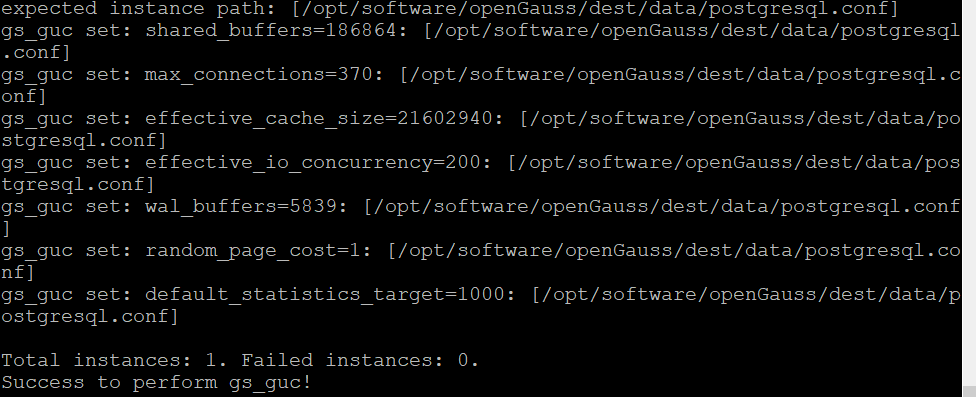 expected instance path: [/opt/software/openGauss/dest/data/postgresql.conf]
gs_guc set: shared_buffers=186864: [/opt/software/openGauss/dest/data/postgresql
.conf]
gs_guc set: max_connections=370: [/opt/software/openGauss/dest/data/postgresql.c
onf]
gs_guc set: effective_cache_size=21602940: [/opt/software/openGauss/dest/data/po
stgresql.conf]
gs_guc set: effective_io_concurrency=200: [/opt/software/openGauss/dest/data/pos
tgresql.conf]
gs_guc set: wal_buffers=5839: [/opt/software/openGauss/dest/data/postgresql.conf
]
gs_guc set: random_page_cost=1: [/opt/software/openGauss/dest/data/postgresql.co
nf]
gs_guc set: default_statistics_target=1000: [/opt/software/openGauss/dest/data/p
ostgresql.conf]

Total instances: 1. Failed instances: 0.
Success to perform gs_guc!